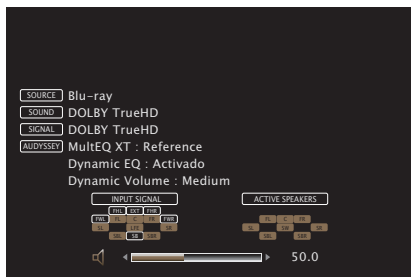 SOURCE Blu-ray
SOUND DOLBY TrueHD
SIGNAL DOLBY TrueHD
AUDYSSEY MultEQ XT : Reference
Dynamic EQ : Activado
Dynamic Volume : Medium
INPUT SIGNAL ACTIVE SPEAKERS
FHL EXT FHR
FWL FL C FR FWR FL C FR
SL LFE SR SL SW SR
SBL SB SBR SBL SBR
50.0